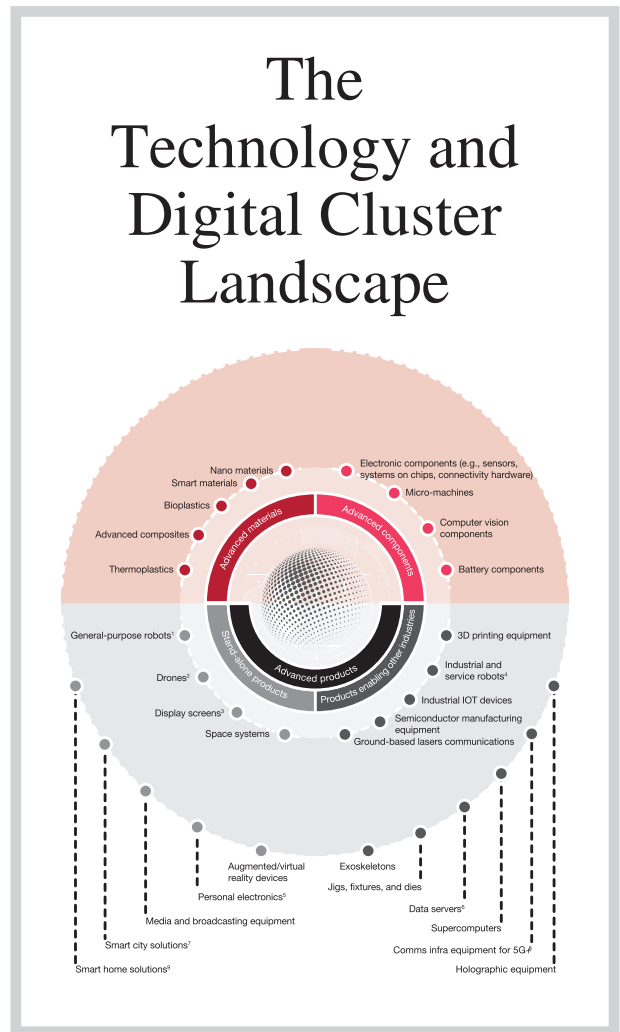 The
Technology and
Digital Cluster
Landscape
Nano materials
Smart materials
Bioplastics
Advanced composites
Thermoplastics
Electronic components (e.g., sensors,
systems on chips, connectivity hardware)
Micro-machines
Computer vision
components
Battery components
Advanced materials
Advanced components
Stand-alone products
Advanced products
Products enabling other industries
General-purpose robots¹
Drones²
Display screens³
Space systems
3D printing equipment
Industrial and
service robots⁴
Industrial IOT devices
Semiconductor manufacturing
equipment
Ground-based lasers communications
Augmented/virtual
reality devices
Personal electronics⁵
Media and broadcasting equipment
Smart city solutions⁷
Smart home solutions⁹
Exoskeletons
Jigs, fixtures, and dies
Data servers⁶
Supercomputers
Comms infra equipment for 5G+
Holographic equipment